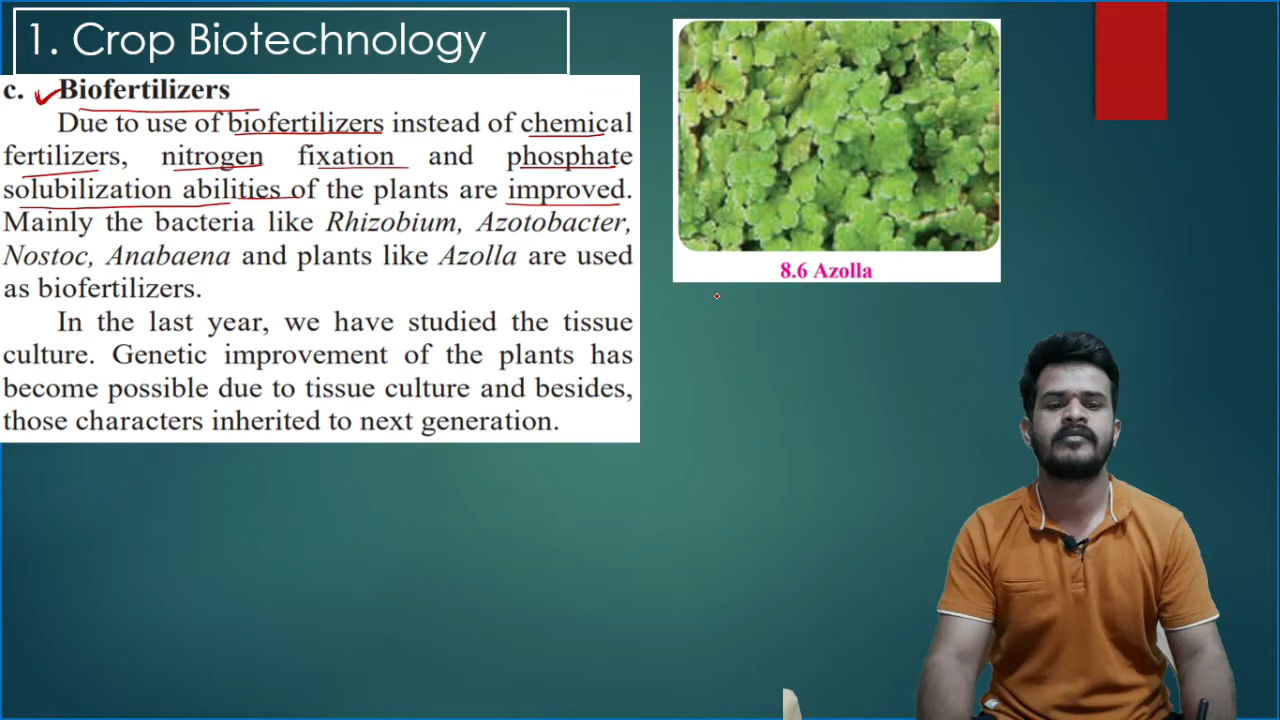 1. Crop Biotechnology
c. Biofertilizers
Due to use of biofertilizers instead of chemical
fertilizers, nitrogen fixation and phosphate
solubilization abilities of the plants are improved.
Mainly the bacteria like Rhizobium, Azotobacter,
Nostoc, Anabaena and plants like Azolla are used
as biofertilizers.
In the last year, we have studied the tissue
culture. Genetic improvement of the plants has
become possible due to tissue culture and besides,
those characters inherited to next generation.
8.6 Azolla